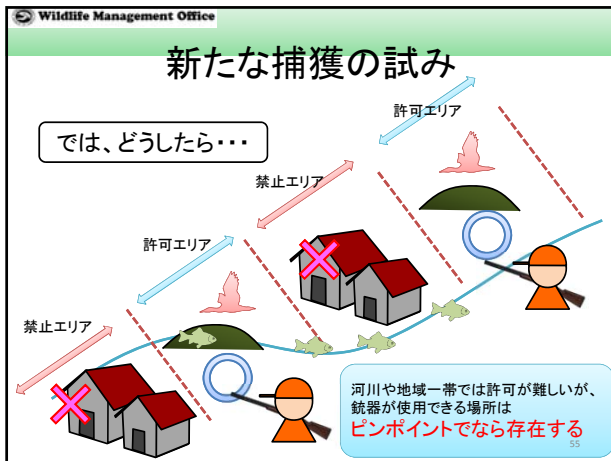 Wildlife Management Office
新たな捕獲の試み
では、どうしたら・・・
許可エリア
禁止エリア
許可エリア
禁止エリア
河川や地域一帯では許可が難しいが、
銃器が使用できる場所は
ピンポイントでなら存在する
55